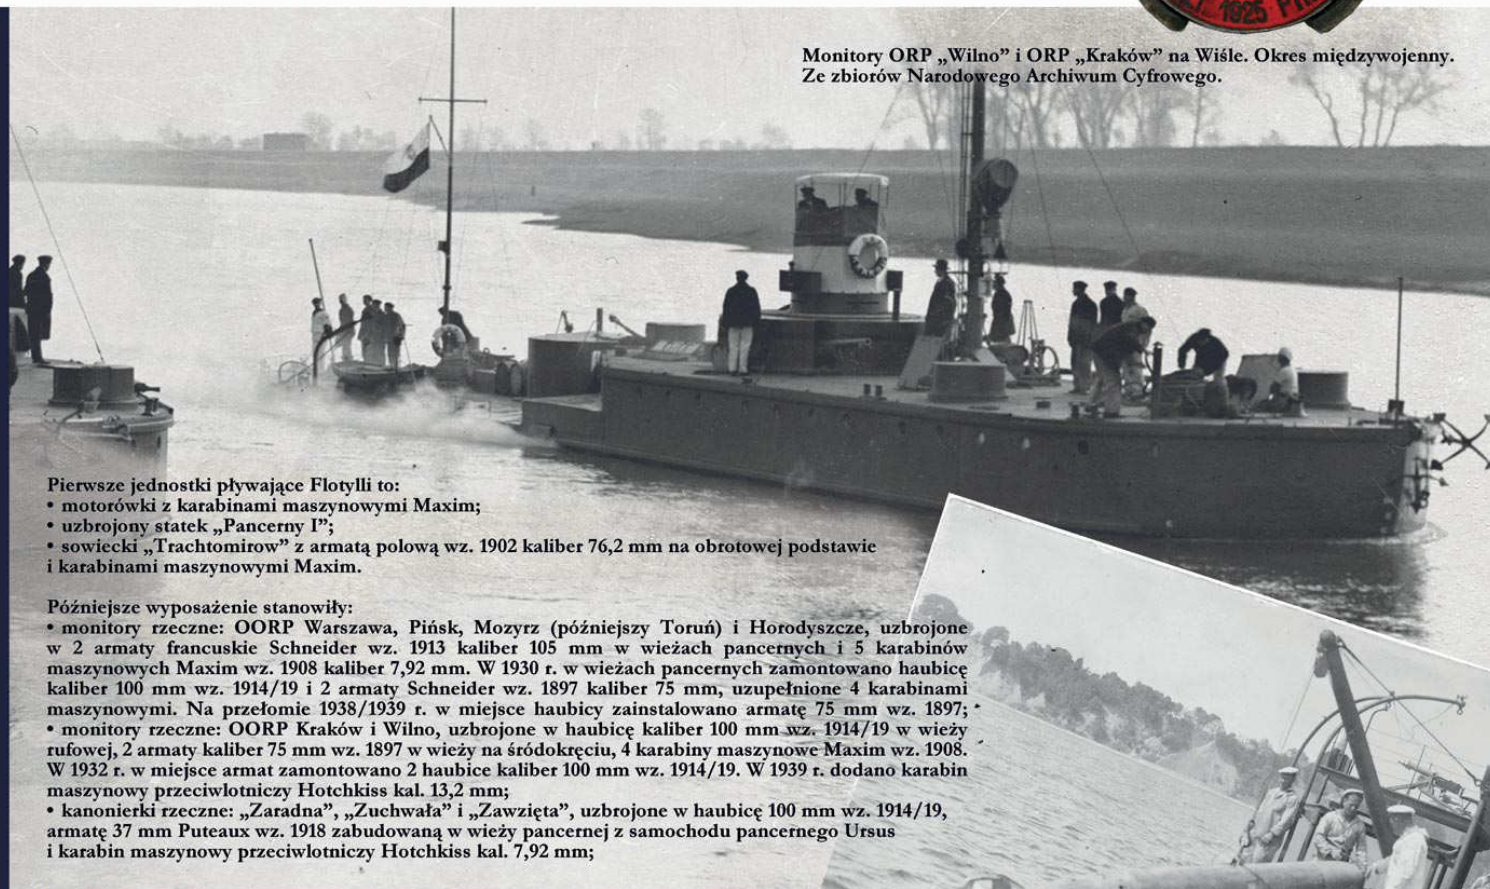 1925
Monitory ORP „Wilno” i ORP „Kraków” na Wiśle. Okres międzywojenny.
Ze zbiorów Narodowego Archiwum Cyfrowego.
Pierwsze jednostki pływające Flotylli to:
• motorówki z karabinami maszynowymi Maxim;
• uzbrojony statek „Pancerny I”;
• sowiecki „Trachtomirow” z armatą polową wz. 1902 kaliber 76,2 mm na obrotowej podstawie
i karabinami maszynowymi Maxim.
Późniejsze wyposażenie stanowiły:
• monitory rzeczne: OORP Warszawa, Pińsk, Mozyrz (późniejszy Toruń) i Horodyszcze, uzbrojone
w 2 armaty francuskie Schneider wz. 1913 kaliber 105 mm w wieżach pancernych i 5 karabinów
maszynowych Maxim wz. 1908 kaliber 7,92 mm. W 1930 r. w wieżach pancernych zamontowano haubicę
kaliber 100 mm wz. 1914/19 i 2 armaty Schneider wz. 1897 kaliber 75 mm, uzupełnione 4 karabinami
maszynowymi. Na przełomie 1938/1939 r. w miejsce haubicy zainstalowano armatę 75 mm wz. 1897;
• monitory rzeczne: OORP Kraków i Wilno, uzbrojone w haubicę kaliber 100 mm wz. 1914/19 w wieży
rufowej, 2 armaty kaliber 75 mm wz. 1897 w wieży na śródokręciu, 4 karabiny maszynowe Maxim wz. 1908.
W 1932 r. w miejsce armat zamontowano 2 haubice kaliber 100 mm wz. 1914/19. W 1939 r. dodano karabin
maszynowy przeciwlotniczy Hotchkiss kal. 13,2 mm;
• kanonierki rzeczne: „Zaradna”, „Zuchwała” i „Zawzięta”, uzbrojone w haubicę 100 mm wz. 1914/19,
armatę 37 mm Puteaux wz. 1918 zabudowaną w wieży pancernej z samochodu pancernego Ursus
i karabin maszynowy przeciwlotniczy Hotchkiss kal. 7,92 mm;